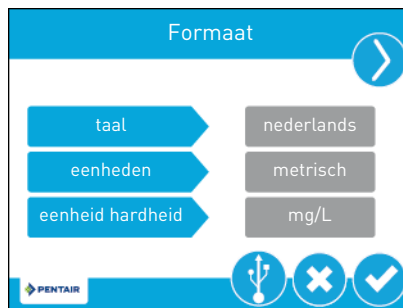 Formaat
taal nederlands
eenheden metrisch
eenheid hardheid mg/L
PENTAIR